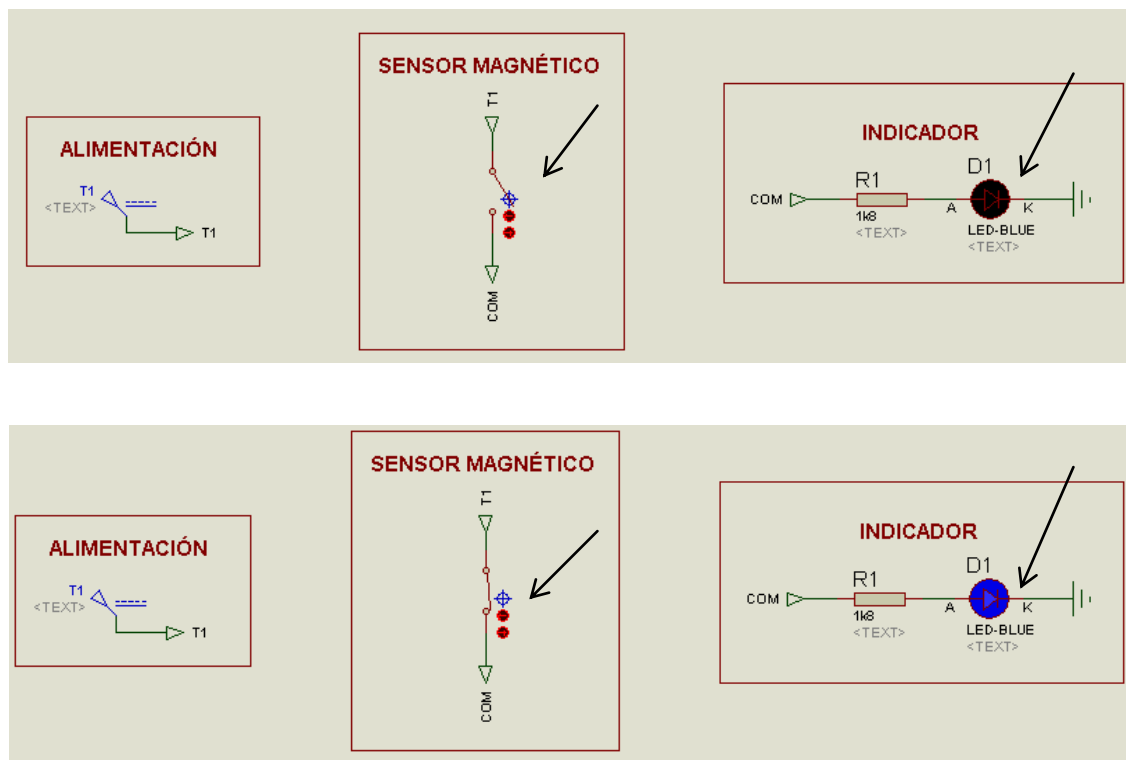 SENSOR MAGNÉTICO
T1
COM
ALIMENTACIÓN
T1
<TEXT>
T1
INDICADOR
D1
R1
COM
A
K
1k8
<TEXT>
LED-BLUE
<TEXT>
SENSOR MAGNÉTICO
T1
COM
ALIMENTACIÓN
T1
<TEXT>
T1
INDICADOR
D1
R1
COM
A
K
1k8
<TEXT>
LED-BLUE
<TEXT>